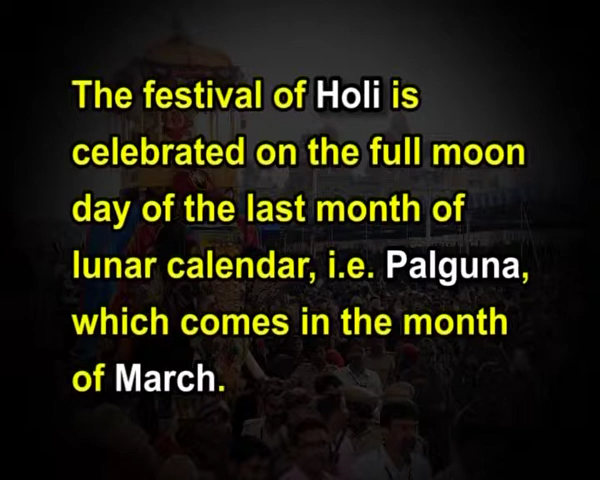 The festival of Holi is
celebrated on the full moon
day of the last month of
lunar calendar, i.e. Palguna,
which comes in the month
of March.